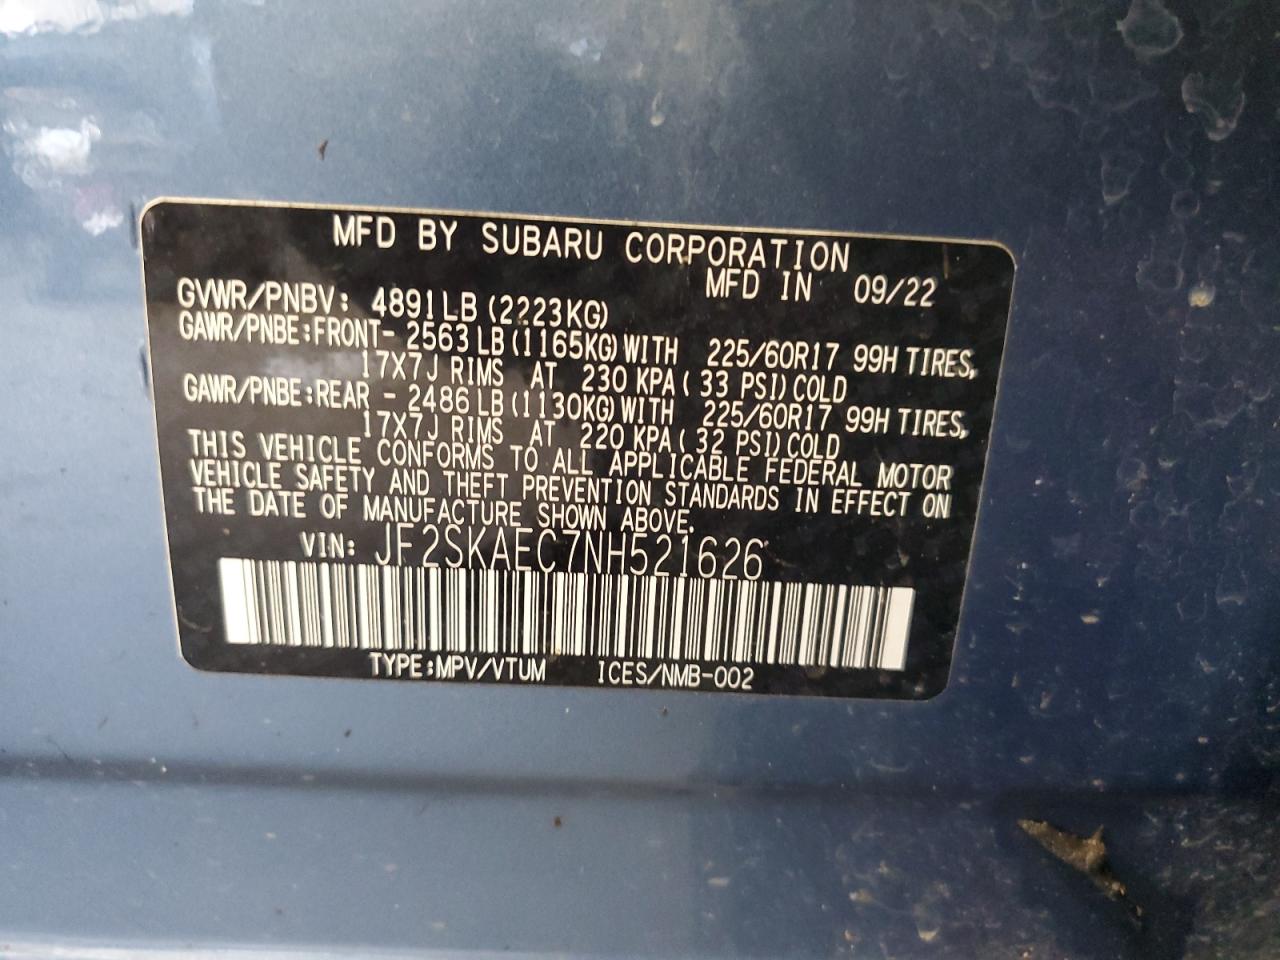 MFD BY SUBARU CORPORATION
MFD IN 09/22
GVWR/PNBV: 4891LB (2223KG)
GAWR/PNBE:FRONT- 2563 LB(1165KG)WITH 225/60R17 99H TIRES,
17X7J RIMS AT 230 KPA( 33 PSI)COLD
GAWR/PNBE:REAR - 2486 LB(1130KG)WITH 225/60R17 99H TIRES,
17X7J RIMS AT 220 KPA( 32 PSI)COLD
THIS VEHICLE CONFORMS TO ALL APPLICABLE FEDERAL MOTOR
VEHICLE SAFETY AND THEFT PREVENTION STANDARDS IN EFFECT ON
THE DATE OF MANUFACTURE SHOWN ABOVE.
VIN: JF2SKAEC7NH521626
TYPE:MPV/VTUM ICES/NMB-002